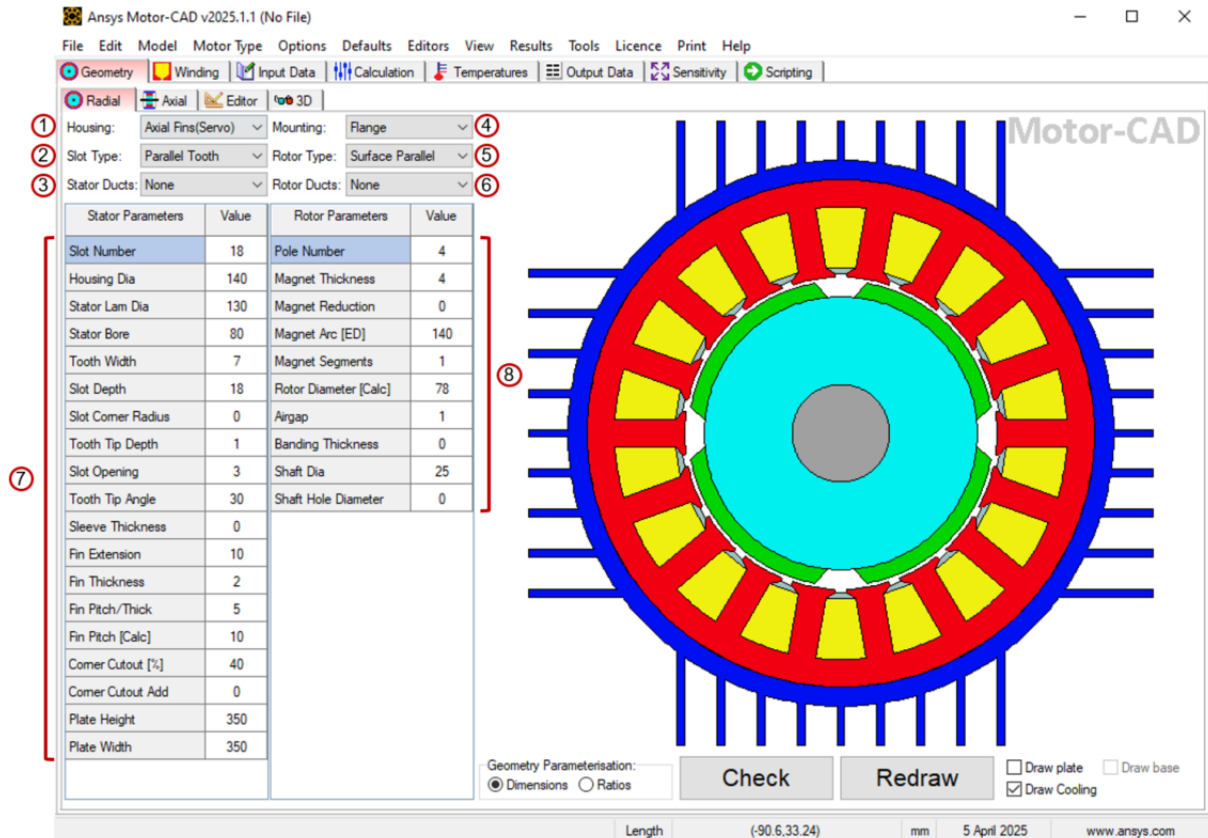 Ansys Motor-CAD v2025.1.1 (No File)
File Edit Model Motor Type Options Defaults Editors View Results Tools Licence Print Help
Geometry Winding Input Data Calculation Temperatures Output Data Sensitivity Scripting
Radial Axial Editor 3D
1 Housing: Axial Fins(Servo) Mounting: Flange 4
2 Slot Type: Parallel Tooth Rotor Type: Surface Parallel 5
3 Stator Ducts: None Rotor Ducts: None 6
Motor-CAD
Stator Parameters Value Rotor Parameters Value
Slot Number 18 Pole Number 4
Housing Dia 140 Magnet Thickness 4
Stator Lam Dia 130 Magnet Reduction 0
Stator Bore 80 Magnet Arc [ED] 140
Tooth Width 7 Magnet Segments 1
8
Slot Depth 18 Rotor Diameter [Calc] 78
Slot Corner Radius 0 Airgap 1
Tooth Tip Depth 1 Banding Thickness 0
7
Slot Opening 3 Shaft Dia 25
Tooth Tip Angle 30 Shaft Hole Diameter 0
Sleeve Thickness 0
Fin Extension 10
Fin Thickness 2
Fin Pitch/Thick 5
Fin Pitch [Calc] 10
Corner Cutout [%] 40
Corner Cutout Add 0
Plate Height 350
Plate Width 350
Geometry Parameterisation:
Dimensions Ratios
Check Redraw
Draw plate Draw base
Draw Cooling
Length (-90.6,33.24) mm 5 April 2025 www.ansys.com